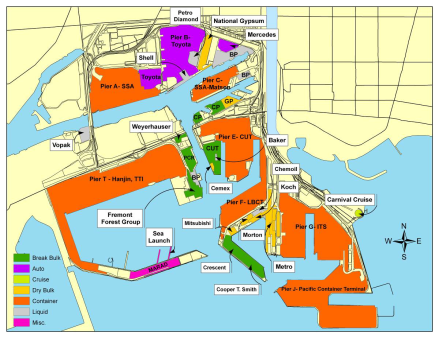 Petro
Diamond
National Gypsum
Pier B-
Toyota
Mercedes
BP
Shell
BP
Toyota
Pier C-
SSA-Matson
Pier A- SSA
CP
GP
CP
Weyerhauser
Pier E- CUT
Baker
Vopak
CUT
PCR
Chemoil
Pier T - Hanjin, TTI
BP
Cemex
Koch
Carnival Cruise
Pier F- LBCT
Fremont
Forest Group
Sea
Launch
Mitsubishi
Pier G- ITS
Morton
N
W
E
S
Crescent
Metro
Cooper T. Smith
Pier J- Pacific Container Terminal
Break Bulk
Auto
Cruise
Dry Bulk
Container
Liquid
Misc.